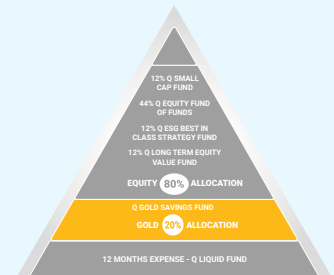 12% Q SMALL
CAP FUND
44% Q EQUITY FUND
OF FUNDS
12% Q ESG BEST IN
CLASS STRATEGY FUND
12% Q LONG TERM EQUITY
VALUE FUND
EQUITY 80% ALLOCATION
Q GOLD SAVINGS FUND
GOLD 20% ALLOCATION
12 MONTHS EXPENSE - Q LIQUID FUND